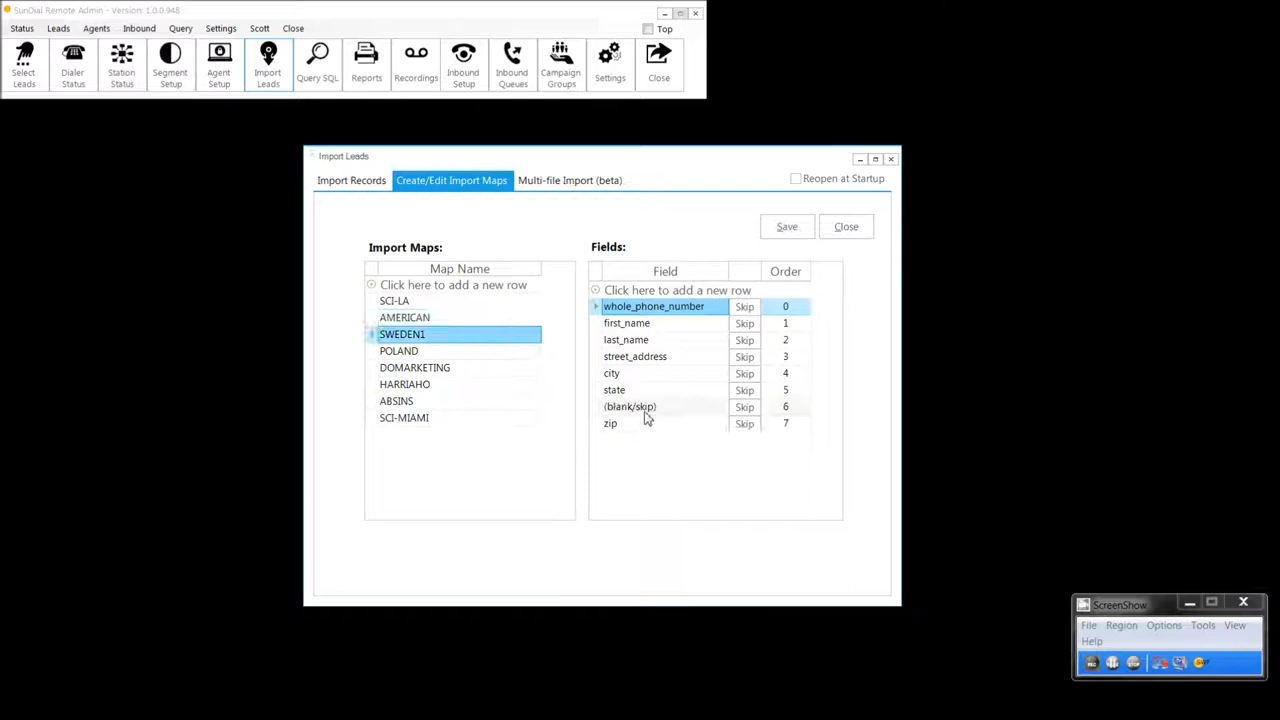 SunDial Remote Admin - Version: 1.0.0.948
Status Leads Agents Inbound Query Settings Scott Close
Top
Select Leads
Dialer Status
Station Status
Segment Setup
Agent Setup
Import Leads
Query SQL
Reports
Recordings
Inbound Setup
Inbound Queues
Campaign Groups
Settings
Close
Import Leads
Import Records Create/Edit Import Maps Multi-file Import (beta) Reopen at Startup
Save Close
Import Maps:
Map Name
Click here to add a new row
SCI-LA
AMERICAN
SWEDEN1
POLAND
DOMARKETING
HARRIAHO
ABSINS
SCI-MIAMI
Fields:
Field Order
Click here to add a new row
whole_phone_number Skip 0
first_name Skip 1
last_name Skip 2
street_address Skip 3
city Skip 4
state Skip 5
(blank/skip) Skip 6
zip Skip 7
ScreenShow
File Region Options Tools View
Help
REC
STOP